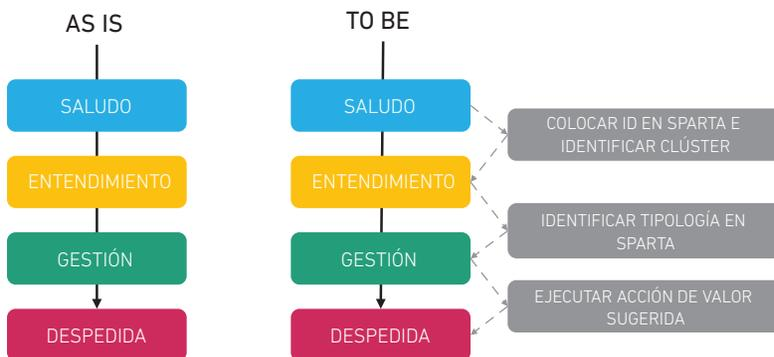 AS IS
SALUDO
ENTENDIMIENTO
GESTIÓN
DESPEDIDA
TO BE
SALUDO
ENTENDIMIENTO
GESTIÓN
DESPEDIDA
COLOCAR ID EN SPARTA E
IDENTIFICAR CLÚSTER
IDENTIFICAR TIPOLOGÍA EN
SPARTA
EJECUTAR ACCIÓN DE VALOR
SUGERIDA